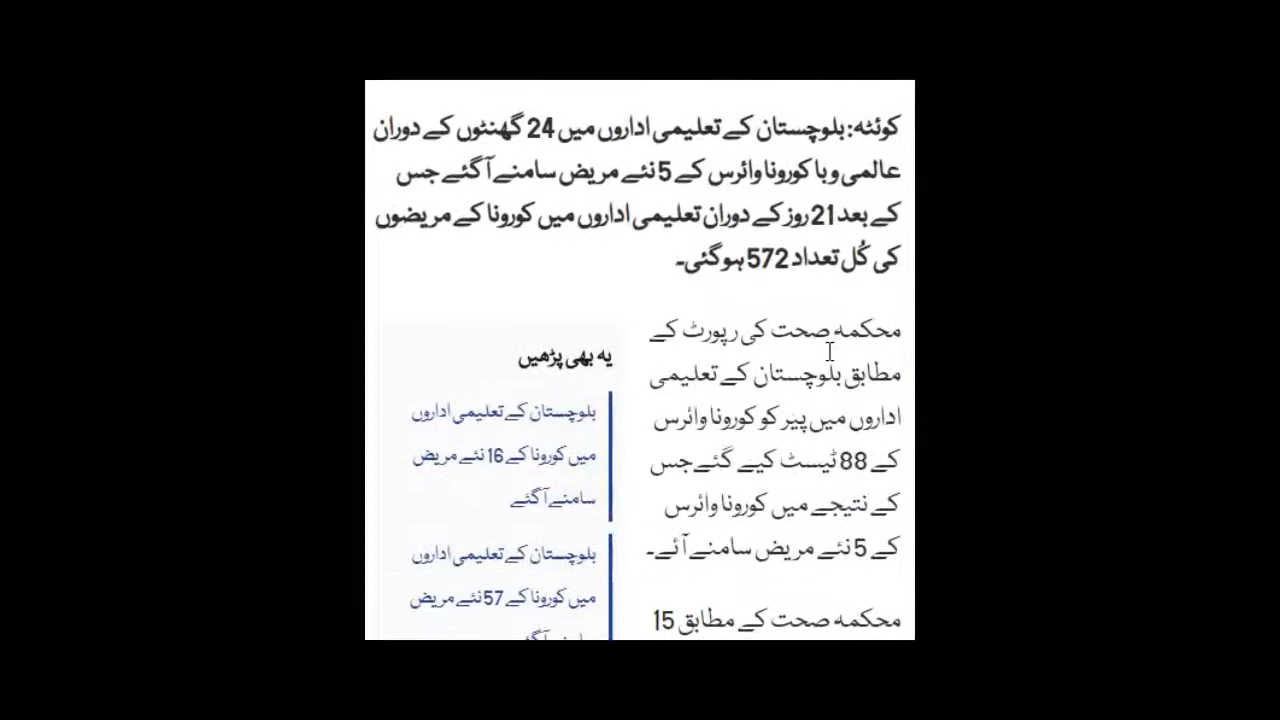 کوئٹہ: بلوچستان کے تعلیمی اداروں میں 24 گھنٹوں کے دوران
عالمی وبا کورونا وائرس کے 5 نئے مریض سامنے آگئے جس
کے بعد 21 روز کے دوران تعلیمی اداروں میں کورونا کے مریضوں
کی کُل تعداد 572 ہوگئی۔
محکمہ صحت کی رپورٹ کے
مطابق بلوچستان کے تعلیمی
اداروں میں پیر کو کورونا وائرس
کے 88 ٹیسٹ کیے گئے جس
کے نتیجے میں کورونا وائرس
کے 5 نئے مریض سامنے آئے۔
محکمہ صحت کے مطابق 15
یہ بھی پڑھیں
بلوچستان کے تعلیمی اداروں
میں کورونا کے 16 نئے مریض
سامنے آگئے
بلوچستان کے تعلیمی اداروں
میں کورونا کے 57 نئے مریض